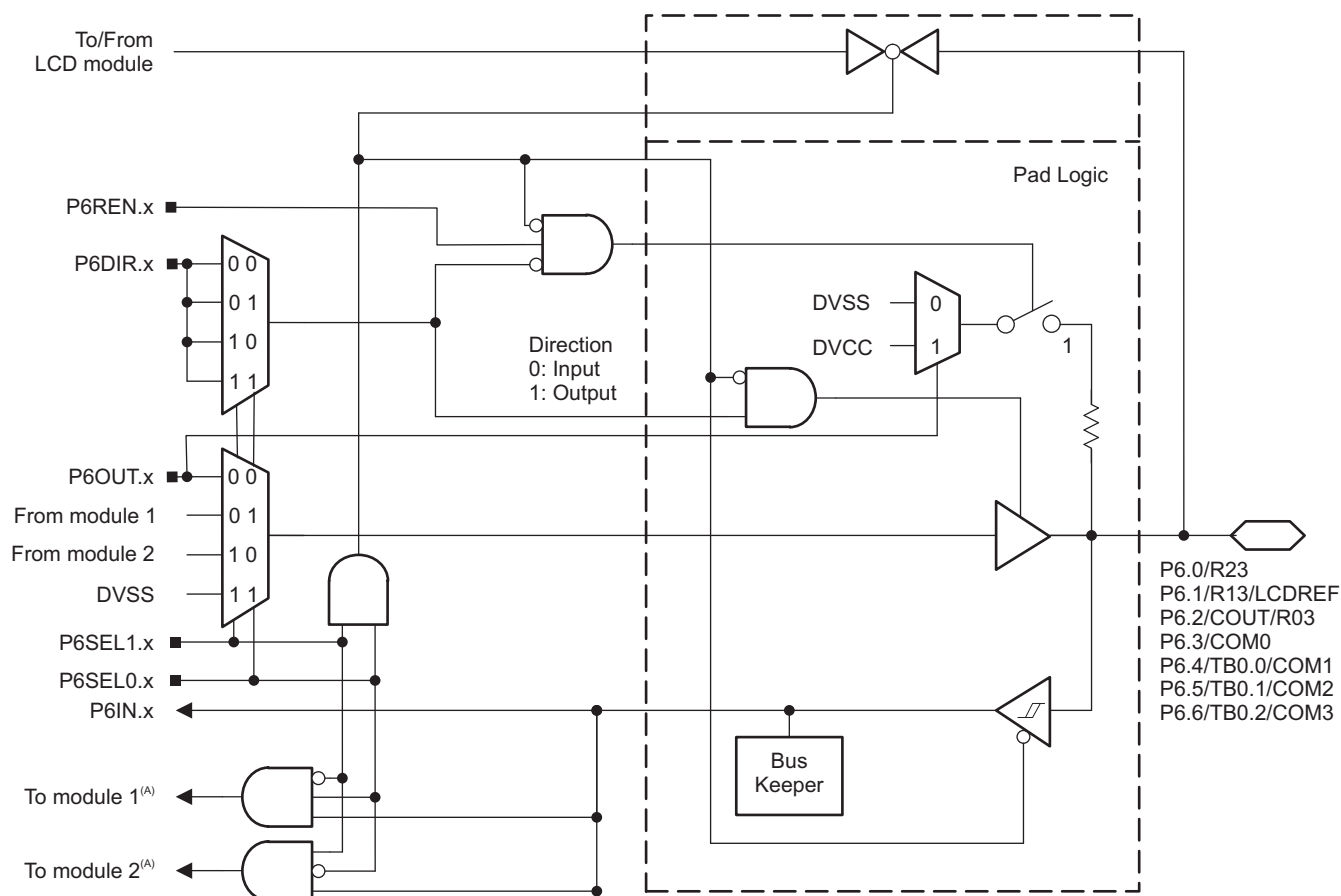 To/From
LCD module
Pad Logic
P6REN.x
P6DIR.x
0 0
0 1
1 0
1 1
DVSS
0
DVCC
1
1
Direction
0: Input
1: Output
P6OUT.x
0 0
From module 1
0 1
From module 2
1 0
DVSS
1 1
P6SEL1.x
P6SEL0.x
P6IN.x
P6.0/R23
P6.1/R13/LCDREF
P6.2/COUT/R03
P6.3/COM0
P6.4/TB0.0/COM1
P6.5/TB0.1/COM2
P6.6/TB0.2/COM3
Bus
Keeper
To module 1(A)
To module 2(A)